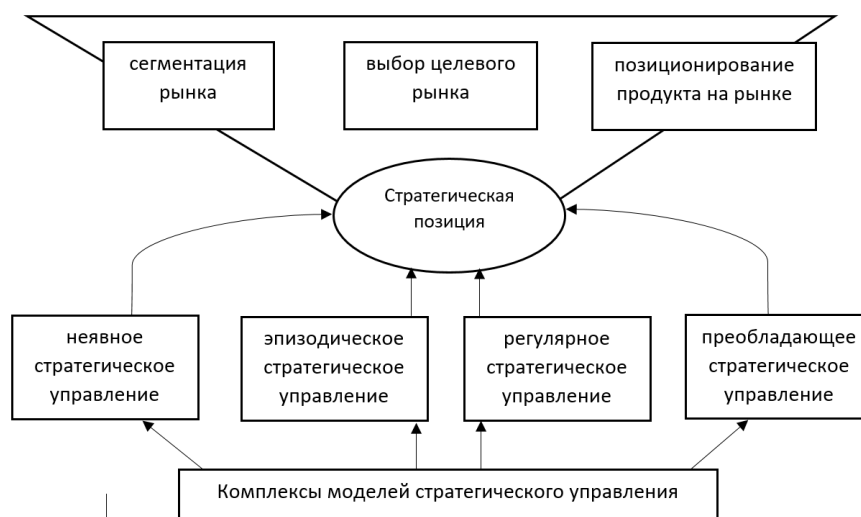 сегментация
рынка
выбор целевого
рынка
позиционирование
продукта на рынке
Стратегическая
позиция
неявное
стратегическое
управление
эпизодическое
стратегическое
управление
регулярное
стратегическое
управление
преобладающее
стратегическое
управление
Комплексы моделей стратегического управления